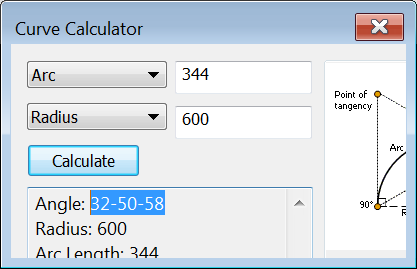 Curve Calculator
Arc
344
Radius
600
Calculate
Angle: 32-50-58
Radius: 600
Arc Length: 344
Point of
tangency
Arc
90°
R